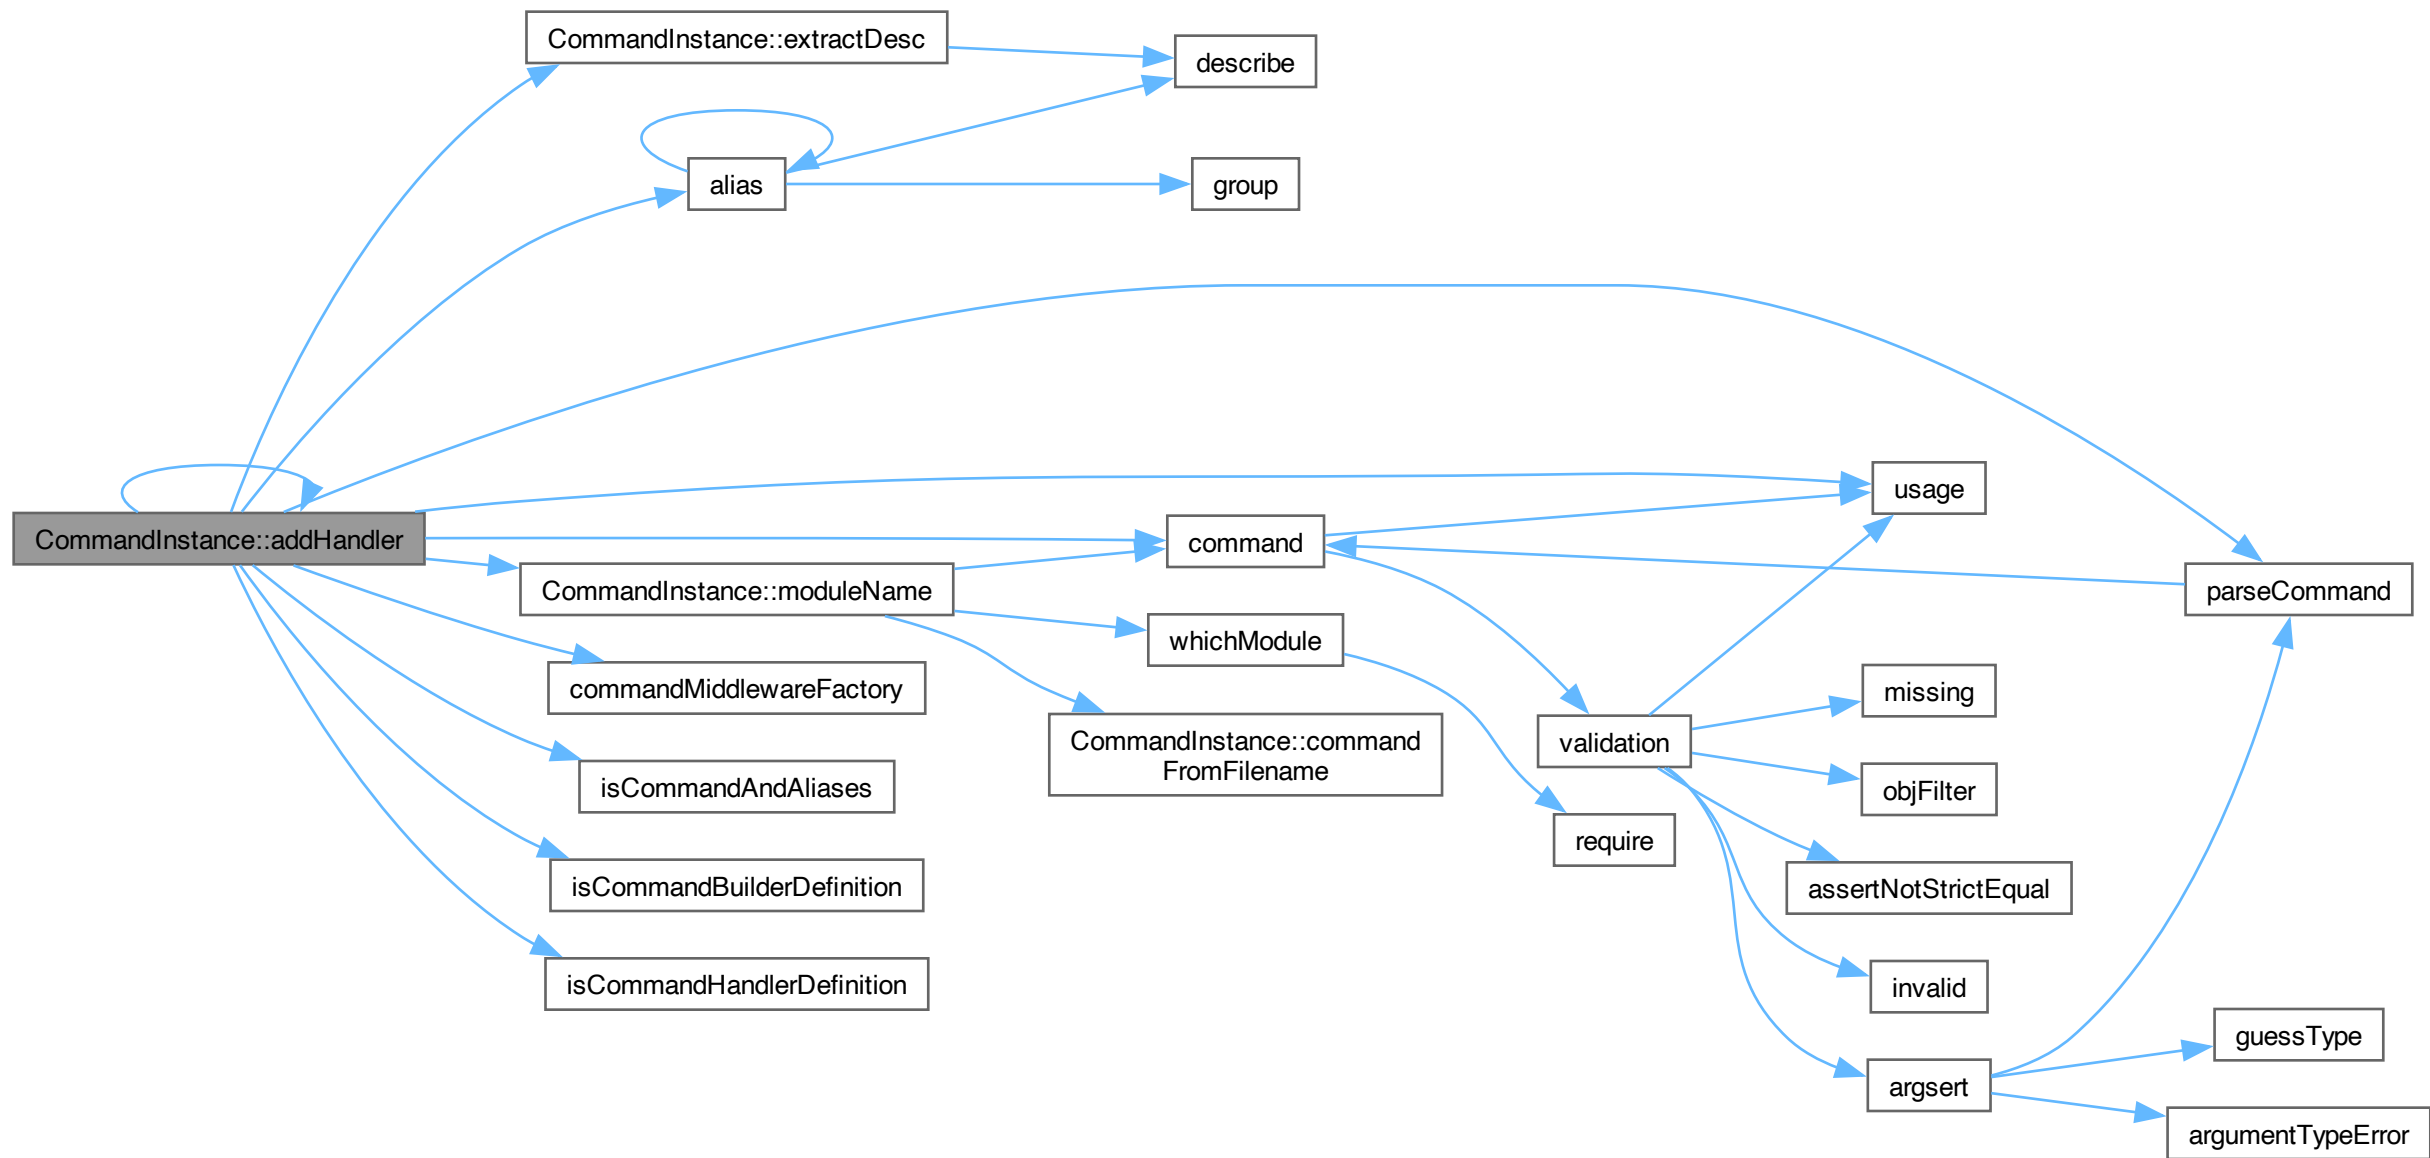 CommandInstance::extractDesc
describe
alias
group
CommandInstance::addHandler
usage
command
parseCommand
CommandInstance::moduleName
whichModule
commandMiddlewareFactory
missing
CommandInstance::command
FromFilename
validation
isCommandAndAliases
objFilter
require
isCommandBuilderDefinition
assertNotStrictEqual
isCommandHandlerDefinition
invalid
guessType
argsert
argumentTypeError